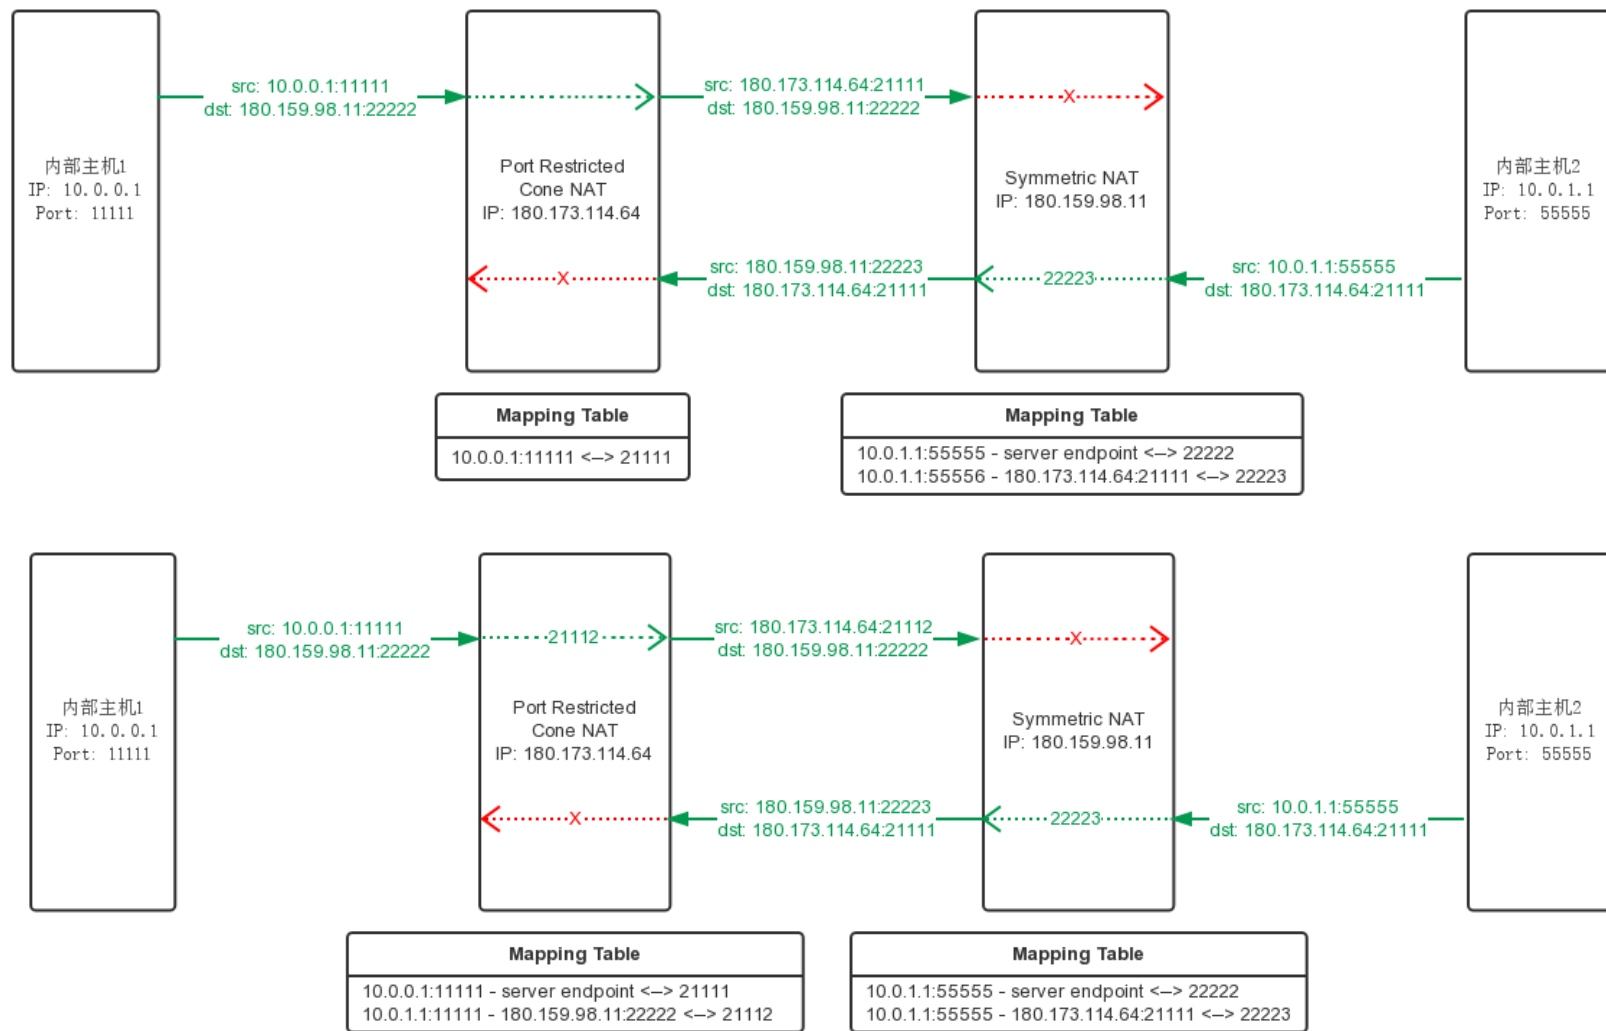 src: 10.0.0.1:11111
dst: 180.159.98.11:22222
src: 180.173.114.64:21111
dst: 180.159.98.11:22222
X
内部主机1
IP: 10.0.0.1
Port: 11111
Port Restricted
Cone NAT
IP: 180.173.114.64
Symmetric NAT
IP: 180.159.98.11
内部主机2
IP: 10.0.1.1
Port: 55555
X
src: 180.159.98.11:22223
dst: 180.173.114.64:21111
22223
src: 10.0.1.1:55555
dst: 180.173.114.64:21111
Mapping Table
10.0.0.1:11111 <--> 21111
Mapping Table
10.0.1.1:55555 - server endpoint <--> 22222
10.0.1.1:55556 - 180.173.114.64:21111 <--> 22223
src: 10.0.0.1:11111
dst: 180.159.98.11:22222
21112
src: 180.173.114.64:21112
dst: 180.159.98.11:22222
X
内部主机1
IP: 10.0.0.1
Port: 11111
Port Restricted
Cone NAT
IP: 180.173.114.64
Symmetric NAT
IP: 180.159.98.11
内部主机2
IP: 10.0.1.1
Port: 55555
X
src: 180.159.98.11:22223
dst: 180.173.114.64:21111
22223
src: 10.0.1.1:55555
dst: 180.173.114.64:21111
Mapping Table
10.0.0.1:11111 - server endpoint <--> 21111
10.0.1.1:11111 - 180.159.98.11:22222 <--> 21112
Mapping Table
10.0.1.1:55555 - server endpoint <--> 22222
10.0.1.1:55555 - 180.173.114.64:21111 <--> 22223